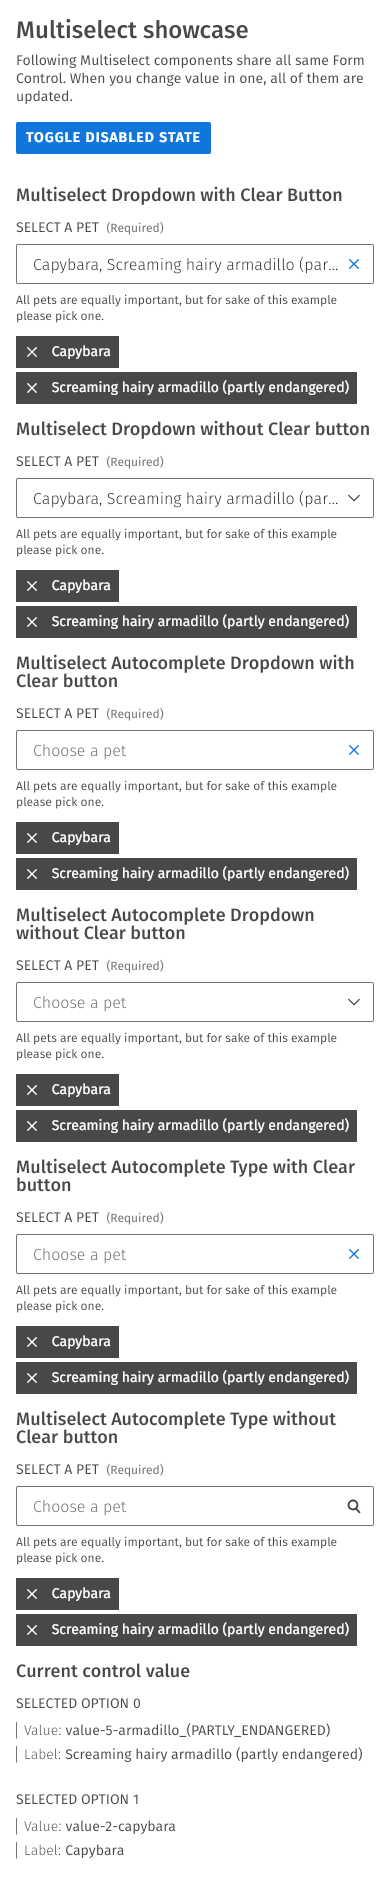 Multiselect showcase
Following Multiselect components share all same Form
Control. When you change value in one, all of them are
updated.
TOGGLE DISABLED STATE
Multiselect Dropdown with Clear Button
SELECT A PET (Required)
Capybara, Screaming hairy armadillo (par...
All pets are equally important, but for sake of this example
please pick one.
Capybara
Screaming hairy armadillo (partly endangered)
Multiselect Dropdown without Clear button
SELECT A PET (Required)
Capybara, Screaming hairy armadillo (par...
All pets are equally important, but for sake of this example
please pick one.
Capybara
Screaming hairy armadillo (partly endangered)
Multiselect Autocomplete Dropdown with
Clear button
SELECT A PET (Required)
Choose a pet
All pets are equally important, but for sake of this example
please pick one.
Capybara
Screaming hairy armadillo (partly endangered)
Multiselect Autocomplete Dropdown
without Clear button
SELECT A PET (Required)
Choose a pet
All pets are equally important, but for sake of this example
please pick one.
Capybara
Screaming hairy armadillo (partly endangered)
Multiselect Autocomplete Type with Clear
button
SELECT A PET (Required)
Choose a pet
All pets are equally important, but for sake of this example
please pick one.
Capybara
Screaming hairy armadillo (partly endangered)
Multiselect Autocomplete Type without
Clear button
SELECT A PET (Required)
Choose a pet
All pets are equally important, but for sake of this example
please pick one.
Capybara
Screaming hairy armadillo (partly endangered)
Current control value
SELECTED OPTION 0
Value: value-5-armadillo_(PARTLY_ENDANGERED)
Label: Screaming hairy armadillo (partly endangered)
SELECTED OPTION 1
Value: value-2-capybara
Label: Capybara